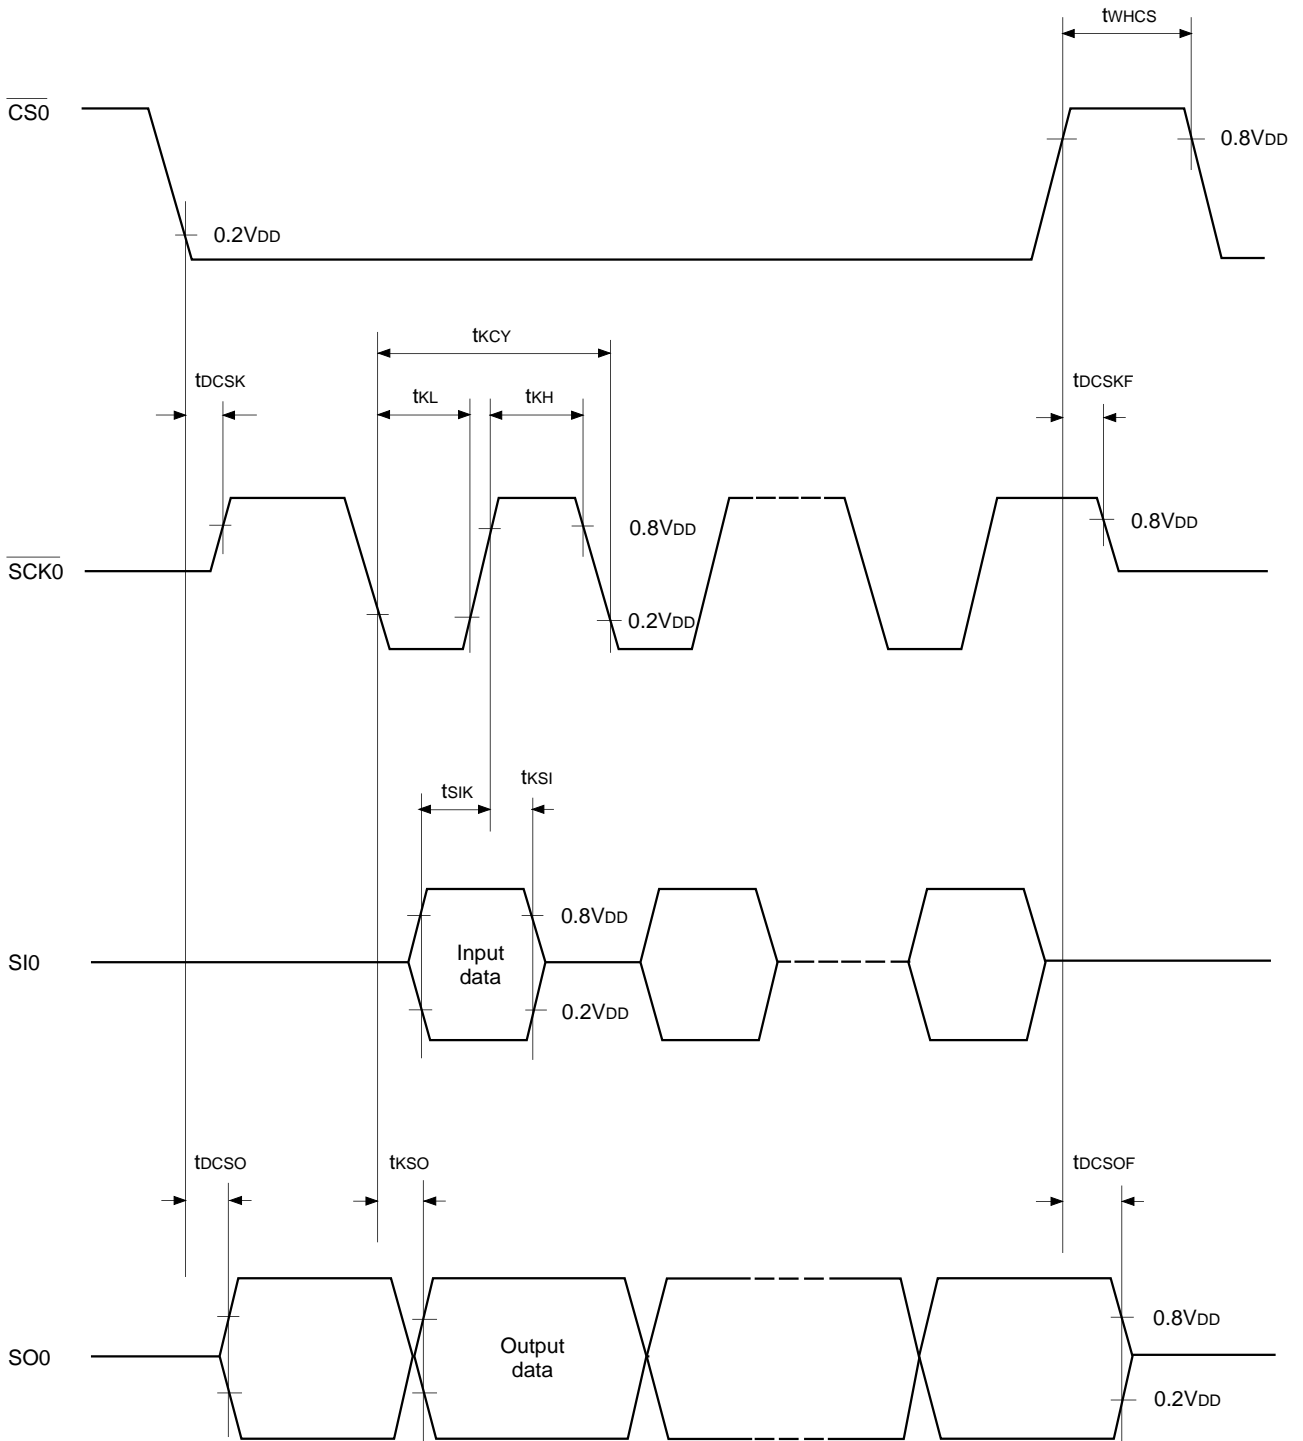 tWHCS
CS0
0.8VDD
0.2VDD
tKCY
tDCSK
tKL
tKH
tDCSKF
0.8VDD
0.8VDD
SCK0
0.2VDD
tSIK
tKSI
0.8VDD
Input
data
SI0
0.2VDD
tDCSO
tKSO
tDCSOF
0.8VDD
Output
data
SO0
0.2VDD